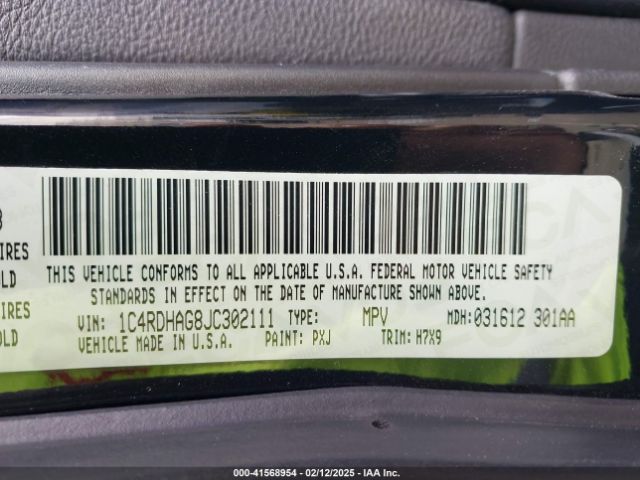 8
IRES
OLD
IRES
OLD
THIS VEHICLE CONFORMS TO ALL APPLICABLE U.S.A. FEDERAL MOTOR VEHICLE SAFETY
STANDARDS IN EFFECT ON THE DATE OF MANUFACTURE SHOWN ABOVE.
VIN: 1C4RDHAG8JC302111 TYPE: MPV MDH:031612 301AA
VEHICLE MADE IN U.S.A. PAINT: PXJ TRIM: H7X9
000-41568954 - 02/12/2025 - IAA Inc.